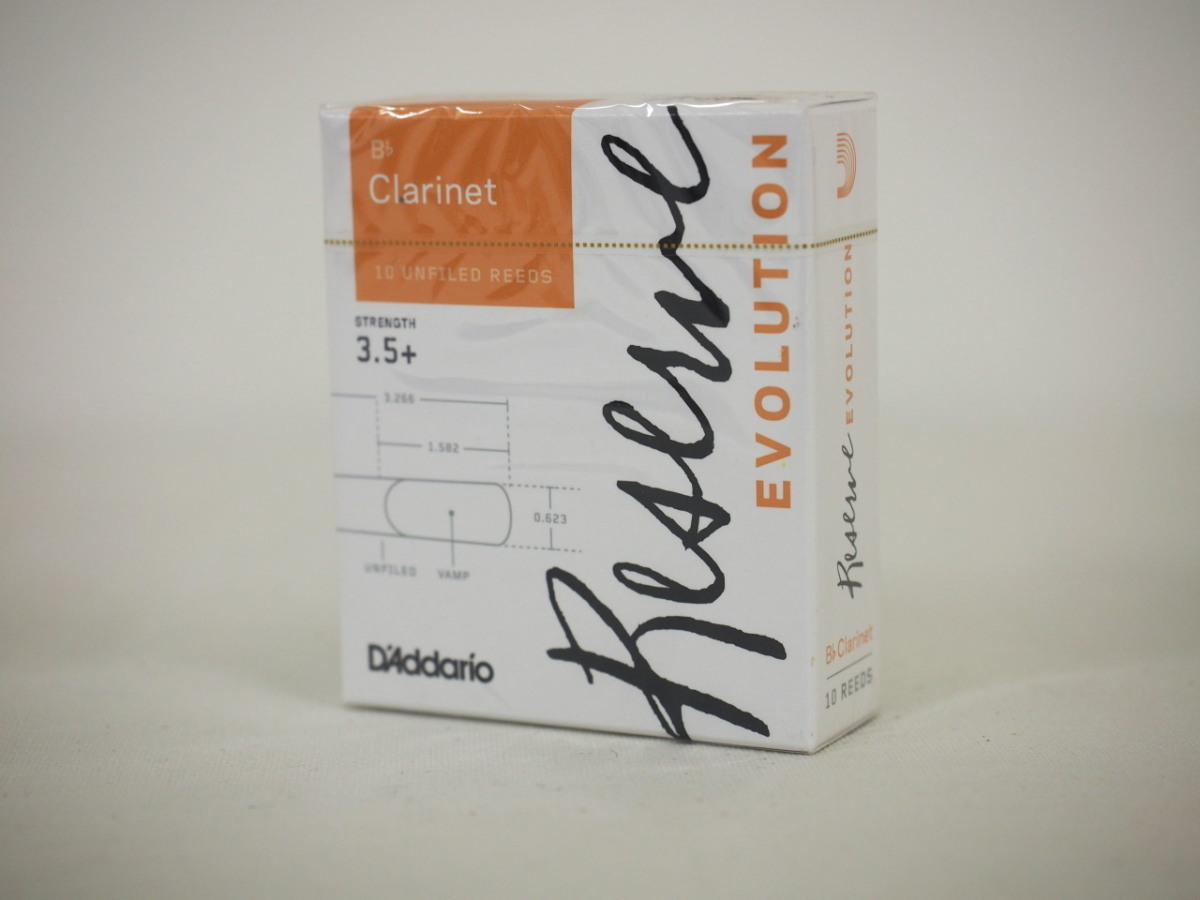 B♭
Clarinet
10 UNFILED REEDS
STRENGTH
3.5+
3.266
1.582
0.623
UNFILED VAMP
D'Addario
Reserve
EVOLUTION
Reserve EVOLUTION
B♭ Clarinet
10 REEDS